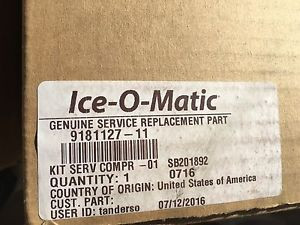 Ice-O-Matic®
GENUINE SERVICE REPLACEMENT PART
9181127-11
KIT SERV COMPR -01 SB201892
QUANTITY: 1 0716
COUNTRY OF ORIGIN: United States of America
CUST. PART:
USER ID: tanderso 07/12/2016